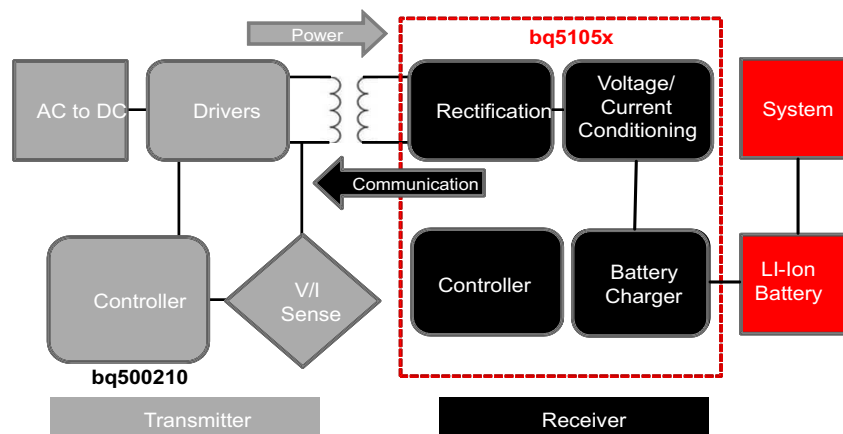 Power
bq5105x
AC to DC
Drivers
Rectification
Voltage/
Current
Conditioning
System
Communication
Controller
V/I
Sense
Controller
Battery
Charger
LI-Ion
Battery
bq500210
Transmitter
Receiver